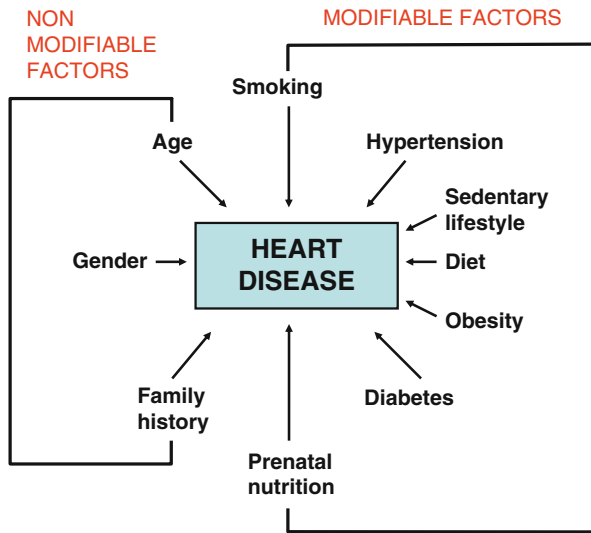 NON
MODIFIABLE
FACTORS
MODIFIABLE FACTORS
Smoking
Age
Hypertension
Sedentary
lifestyle
Gender
HEART
DISEASE
Diet
Obesity
Family
history
Diabetes
Prenatal
nutrition